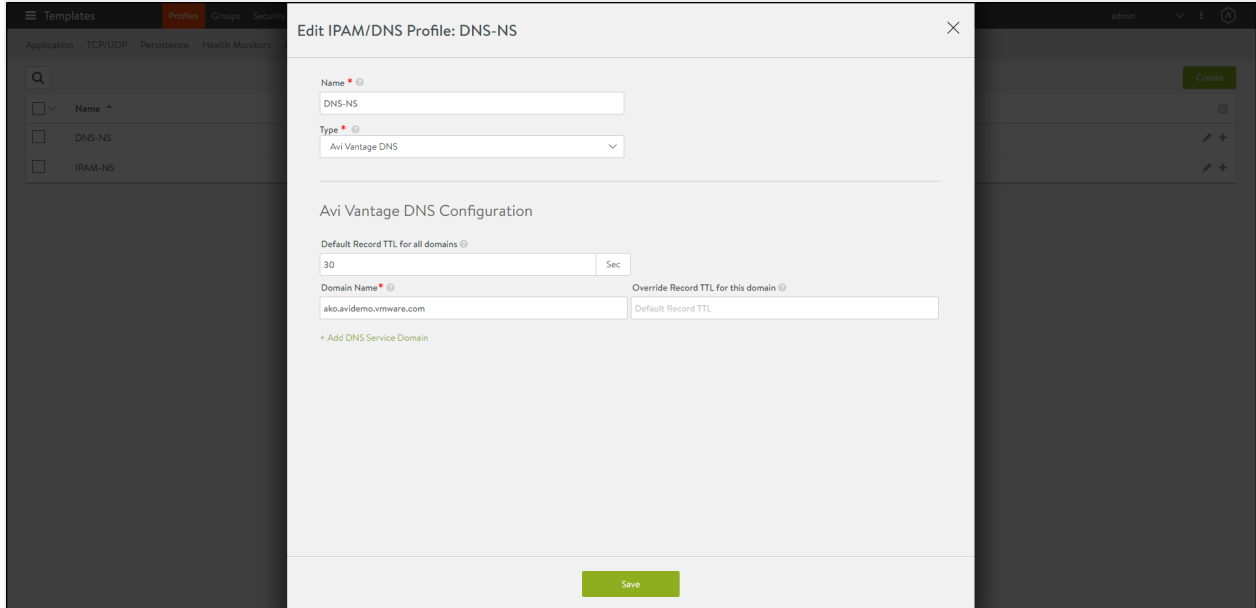 Templates Profiles Groups Security
admin
Application TCP/UDP Persistence Health Monitors
Create
Name
DNS-NS
IPAM-NS
Edit IPAM/DNS Profile: DNS-NS
Name *
DNS-NS
Type *
Avi Vantage DNS
Avi Vantage DNS Configuration
Default Record TTL for all domains
30 Sec
Domain Name* Override Record TTL for this domain
ako.avidemo.vmware.com Default Record TTL
+ Add DNS Service Domain
Save